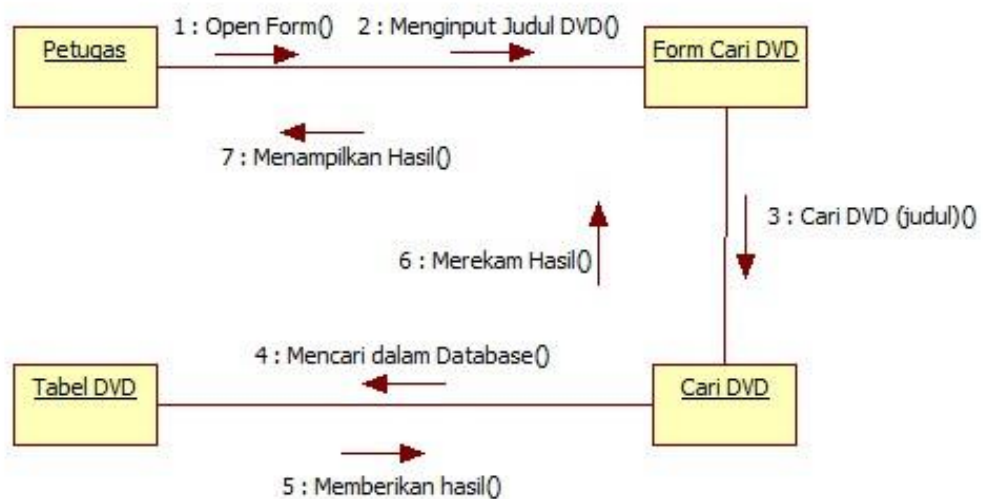 1 : Open Form()
2 : Menginput Judul DVD()
Petugas
Form Cari DVD
7 : Menampilkan Hasil()
3 : Cari DVD (judul)()
6 : Merekam Hasil()
4 : Mencari dalam Database()
Tabel DVD
Cari DVD
5 : Memberikan hasil()